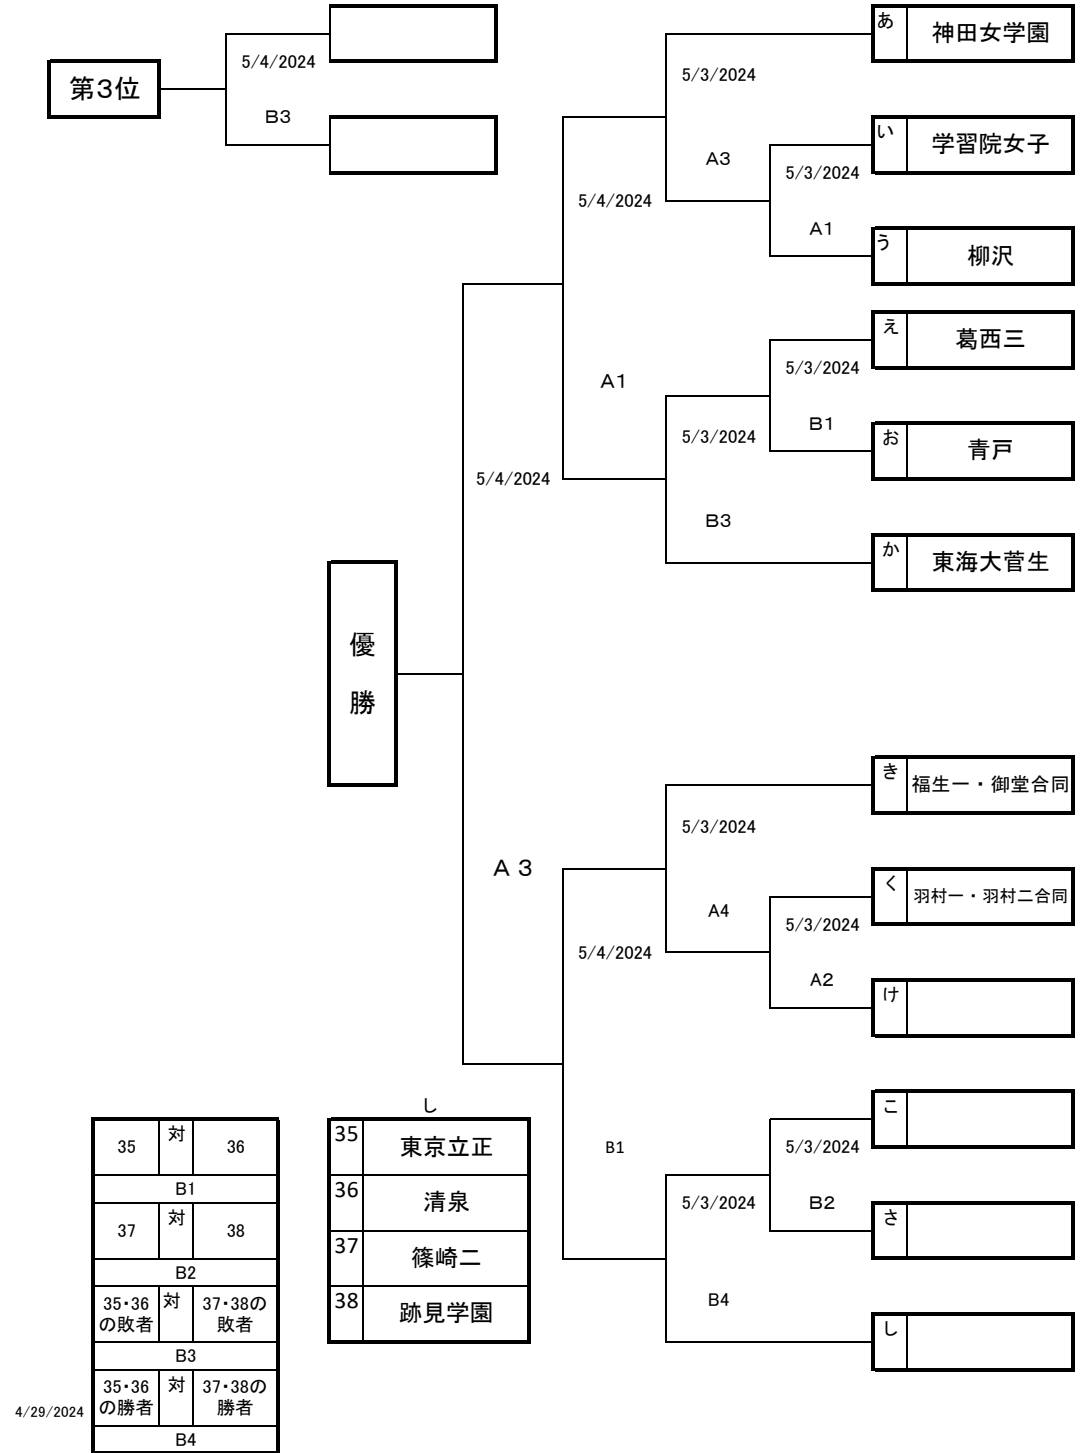 第3位
5/4/2024
B3
あ
神田女学園
5/3/2024
A3
い
学習院女子
5/3/2024
A1
う
柳沢
5/4/2024
A1
え
葛西三
5/3/2024
B1
お
青戸
5/3/2024
B3
か
東海大菅生
5/4/2024
A 3
優
勝
き
福生一・御堂合同
5/3/2024
A4
く
羽村一・羽村二合同
5/3/2024
A2
け
5/4/2024
B1
こ
5/3/2024
B2
さ
5/3/2024
B4
し
し
35 東京立正
36 清泉
37 篠崎二
38 跡見学園
35 対 36
B1
37 対 38
B2
35・36 対 37・38の
の敗者 敗者
B3
35・36 対 37・38の
の勝者 勝者
4/29/2024
B4